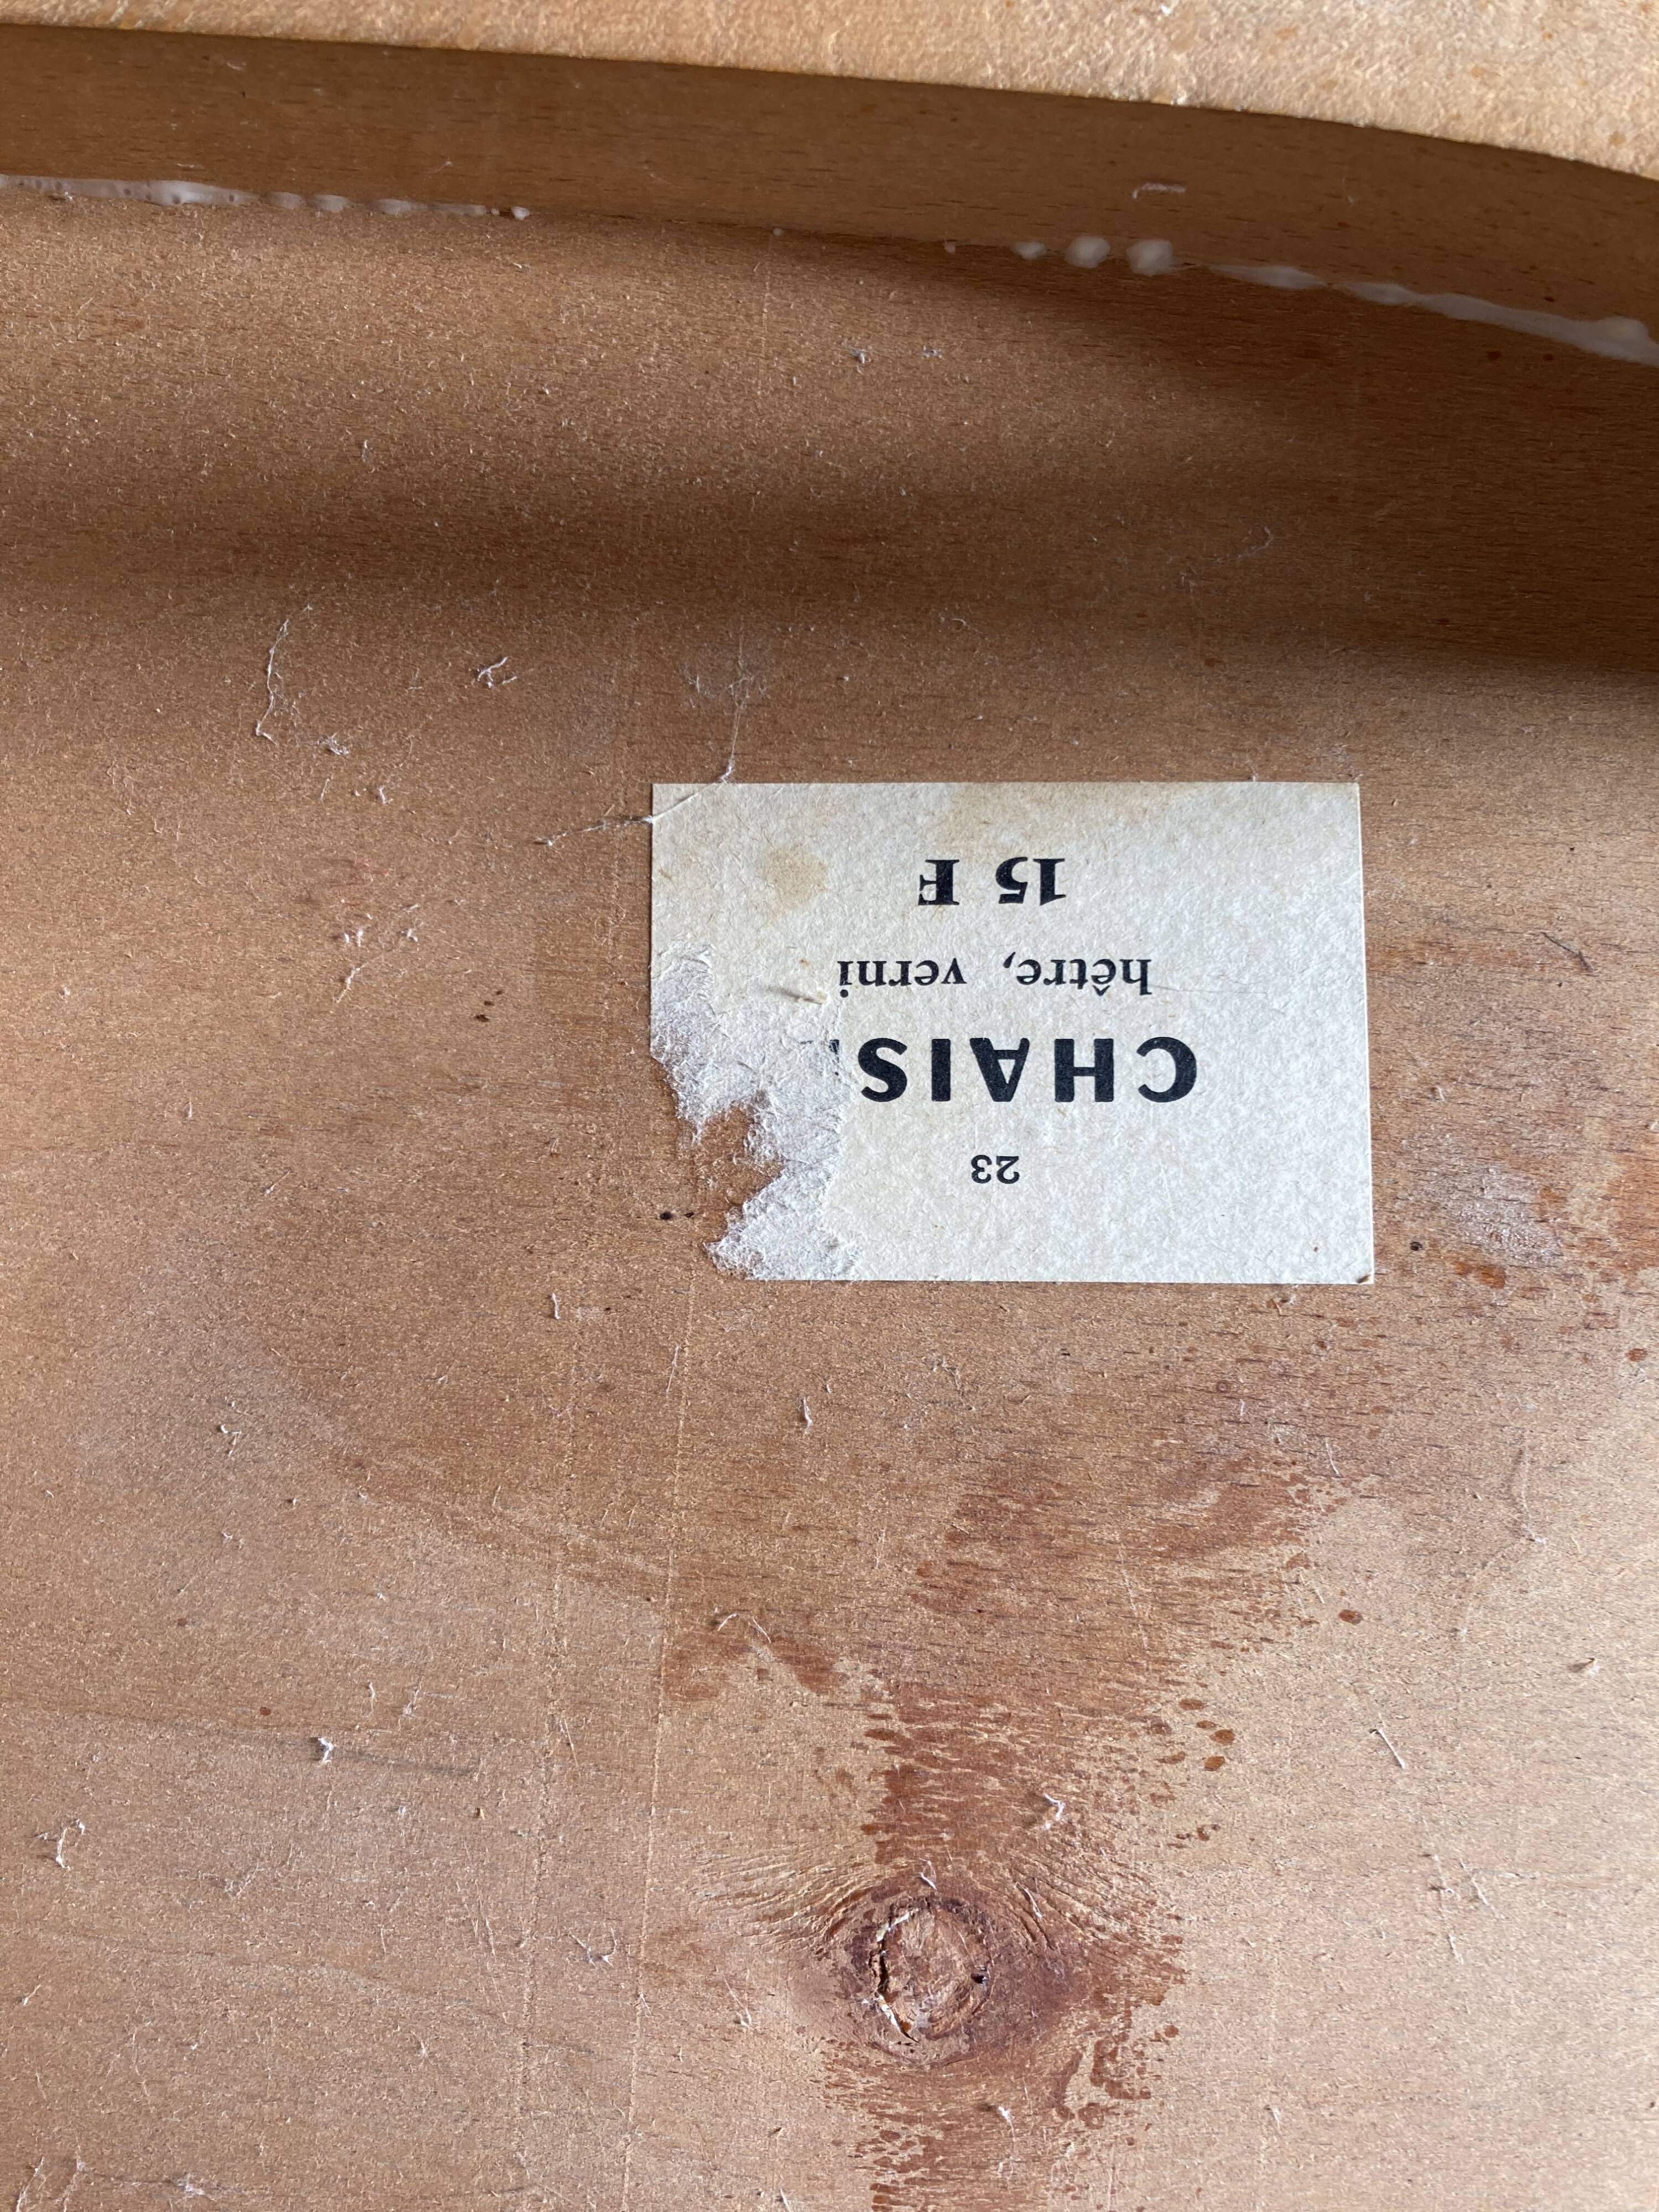 23
CHAIS
hêtre, verni
15 F